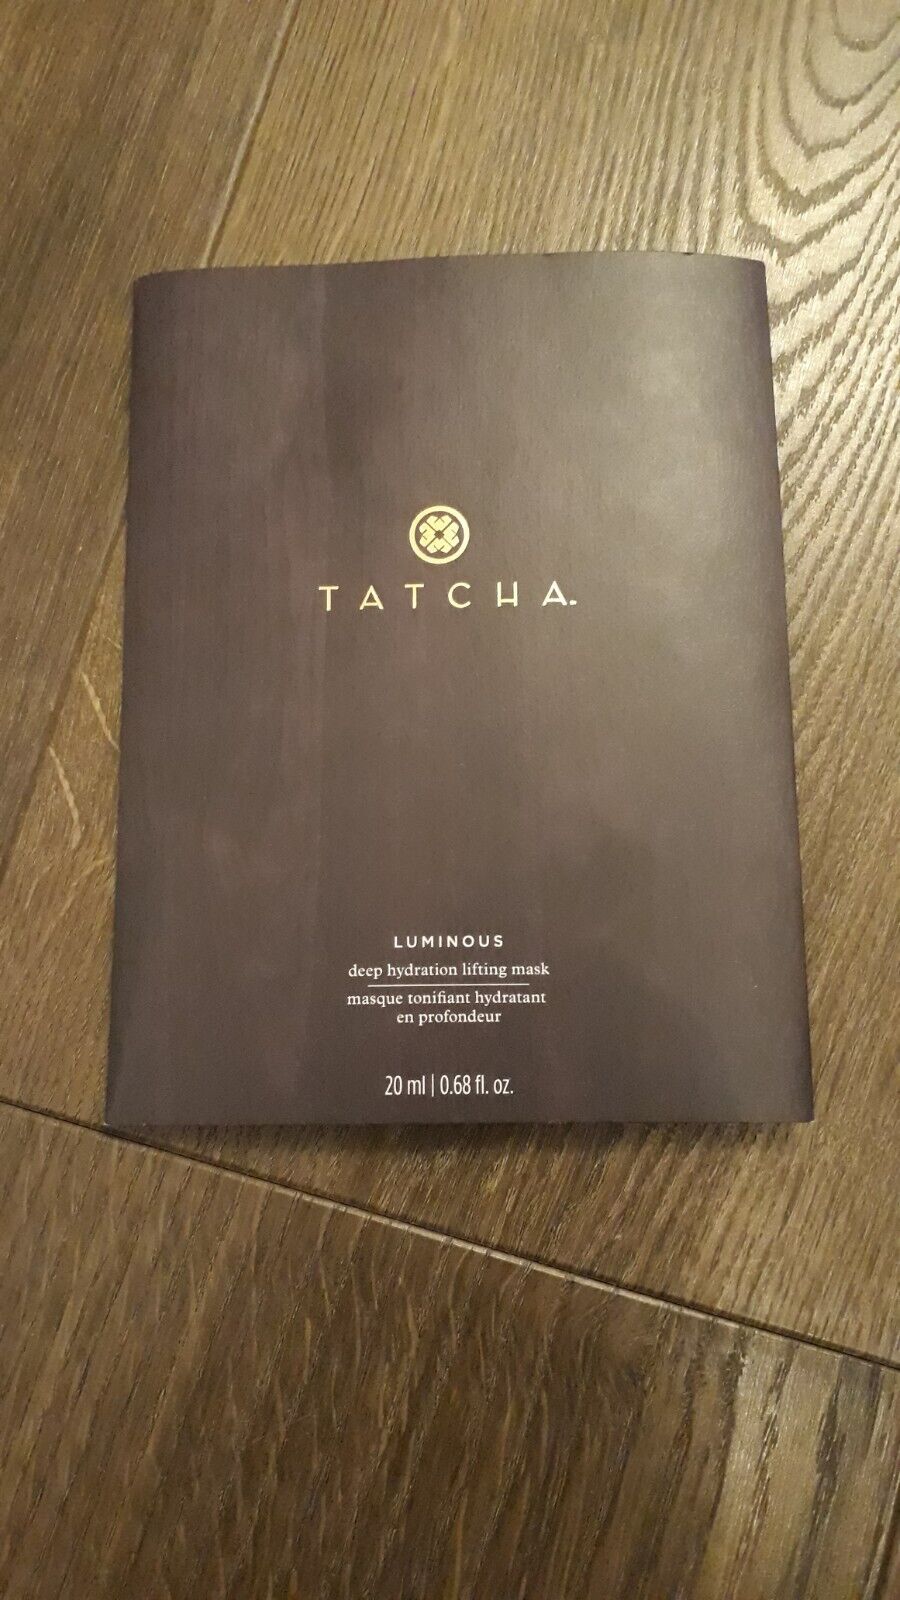 TATCHA.
LUMINOUS
deep hydration lifting mask
masque tonifiant hydratant
en profondeur
20 ml | 0.68 fl. oz.